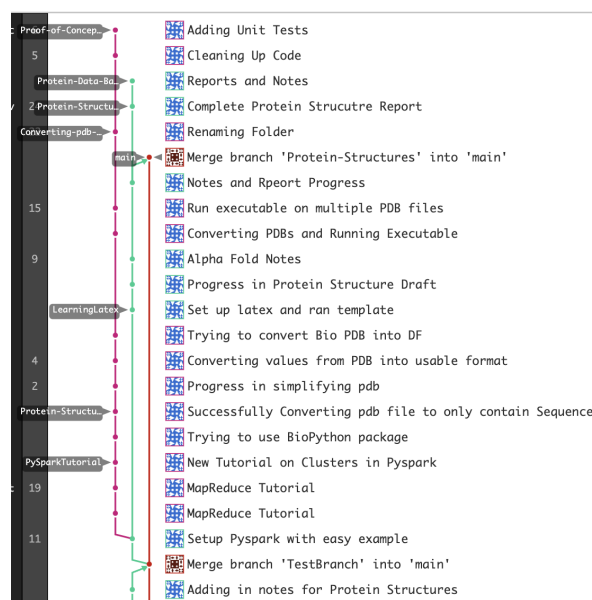 Proof-of-Concep… Adding Unit Tests
5 Cleaning Up Code
Protein-Data-Ba… Reports and Notes
2 Protein-Structu… Complete Protein Strucutre Report
Converting-pdb-… Renaming Folder
main Merge branch 'Protein-Structures' into 'main'
Notes and Rpeort Progress
15 Run executable on multiple PDB files
Converting PDBs and Running Executable
9 Alpha Fold Notes
Progress in Protein Structure Draft
LearningLatex Set up latex and ran template
Trying to convert Bio PDB into DF
4 Converting values from PDB into usable format
2 Progress in simplifying pdb
Protein-Structu… Successfully Converting pdb file to only contain Sequence
Trying to use BioPython package
PySparkTutorial New Tutorial on Clusters in Pyspark
19 MapReduce Tutorial
MapReduce Tutorial
11 Setup Pyspark with easy example
Merge branch 'TestBranch' into 'main'
Adding in notes for Protein Structures